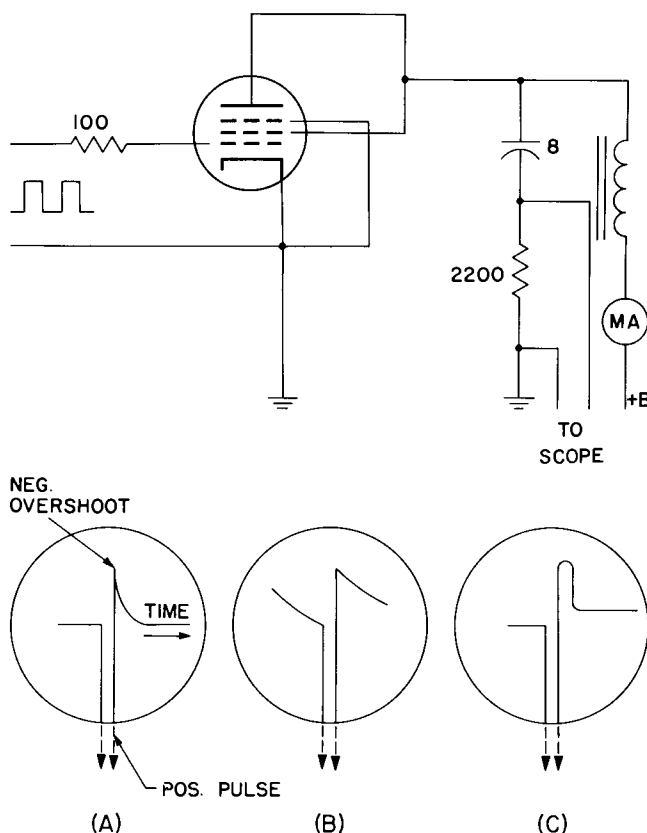 100
8
2200
MA
+B
TO
SCOPE
NEG.
OVERSHOOT
TIME
POS. PULSE
(A)
(B)
(C)